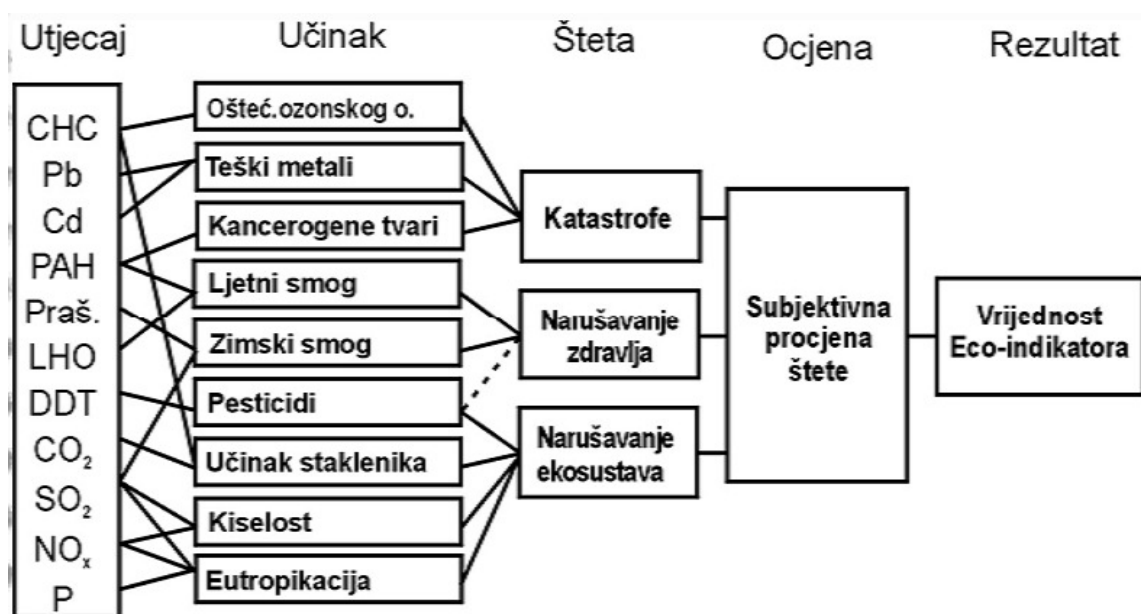 Utjecaj
Učinak
Šteta
Ocjena
Rezultat
CHC
Pb
Cd
PAH
Praš.
LHO
DDT
CO₂
SO₂
NOₓ
P
Ošteć.ozonskog o.
Teški metali
Kancerogene tvari
Ljetni smog
Zimski smog
Pesticidi
Učinak staklenika
Kiselost
Eutropikacija
Katastrofe
Narušavanje
zdravlja
Narušavanje
ekosustava
Subjektivna
procjena
štete
Vrijednost
Eco-indikatora